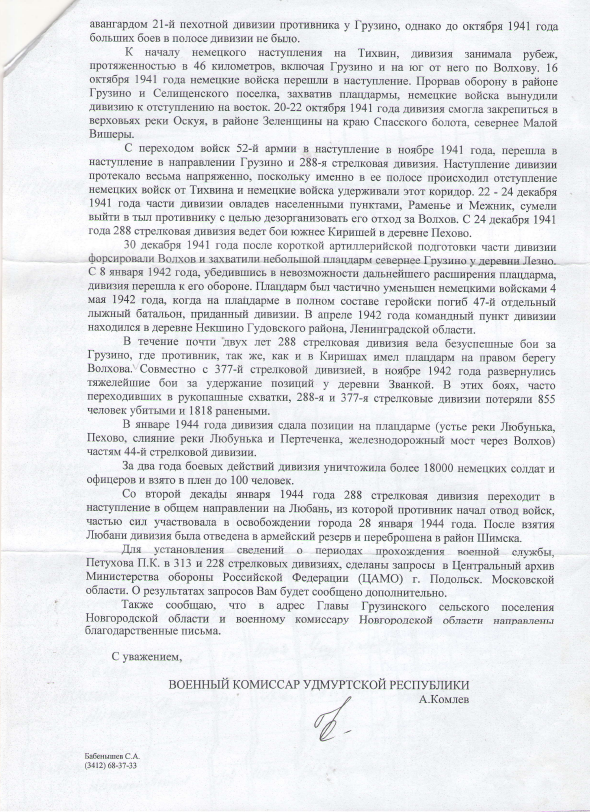 авангардом 21-й пехотной дивизии противника у Грузино, однако до октября 1941 года
больших боев в полосе дивизии не было.
К началу немецкого наступления на Тихвин, дивизия занимала рубеж,
протяженностью в 46 километров, включая Грузино и на юг от него по Волхову. 16
октября 1941 года немецкие войска перешли в наступление. Прорвав оборону в районе
Грузино и Селищенского поселка, захватив плацдармы, немецкие войска вынудили
дивизию к отступлению на восток. 20-22 октября 1941 года дивизия смогла закрепиться в
верховьях реки Оскуя, в районе Зеленщины на краю Спасского болота, севернее Малой
Вишеры.
С переходом войск 52-й армии в наступление в ноябре 1941 года, перешла в
наступление в направлении Грузино и 288-я стрелковая дивизия. Наступление дивизии
протекало весьма напряженно, поскольку именно в ее полосе происходил отступление
немецких войск от Тихвина и немецкие войска удерживали этот коридор. 22 - 24 декабря
1941 года части дивизии овладев населенными пунктами, Раменье и Межник, сумели
выйти в тыл противнику с целью дезорганизовать его отход за Волхов. С 24 декабря 1941
года 288 стрелковая дивизия ведет бои южнее Киришей в деревне Пехово.
30 декабря 1941 года после короткой артиллерийской подготовки части дивизии
форсировали Волхов и захватили небольшой плацдарм севернее Грузино у деревни Лезно.
С 8 января 1942 года, убедившись в невозможности дальнейшего расширения плацдарма,
дивизия перешла к его обороне. Плацдарм был частично уменьшен немецкими войсками 4
мая 1942 года, когда на плацдарме в полном составе геройски погиб 47-й отдельный
лыжный батальон, приданный дивизии. В апреле 1942 года командный пункт дивизии
находился в деревне Некшино Гудовского района, Ленинградской области.
В течение почти двух лет 288 стрелковая дивизия вела безуспешные бои за
Грузино, где противник, так же, как и в Киришах имел плацдарм на правом берегу
Волхова. Совместно с 377-й стрелковой дивизией, в ноябре 1942 года развернулись
тяжелейшие бои за удержание позиций у деревни Званкой. В этих боях, часто
переходивших в рукопашные схватки, 288-я и 377-я стрелковые дивизии потеряли 855
человек убитыми и 1818 ранеными.
В январе 1944 года дивизия сдала позиции на плацдарме (устье реки Любунька,
Пехово, слияние реки Любунька и Пертеченка, железнодорожный мост через Волхов)
частям 44-й стрелковой дивизии.
За два года боевых действий дивизия уничтожила более 18000 немецких солдат и
офицеров и взято в плен до 100 человек.
Со второй декады января 1944 года 288 стрелковая дивизия переходит в
наступление в общем направлении на Любань, из которой противник начал отвод войск,
частью сил участвовала в освобождении города 28 января 1944 года. После взятия
Любани дивизия была отведена в армейский резерв и переброшена в район Шимска.
Для установления сведений о периодах прохождения военной службы,
Петухова П.К. в 313 и 228 стрелковых дивизиях, сделаны запросы в Центральный архив
Министерства обороны Российской Федерации (ЦАМО) г. Подольск. Московской
области. О результатах запросов Вам будет сообщено дополнительно.
Также сообщаю, что в адрес Главы Грузинского сельского поселения
Новгородской области и военному комиссару Новгородской области направлены
благодарственные письма.
С уважением,
ВОЕННЫЙ КОМИССАР УДМУРТСКОЙ РЕСПУБЛИКИ
А.Комлев
Бабенышев С.А.
(3412) 68-37-33